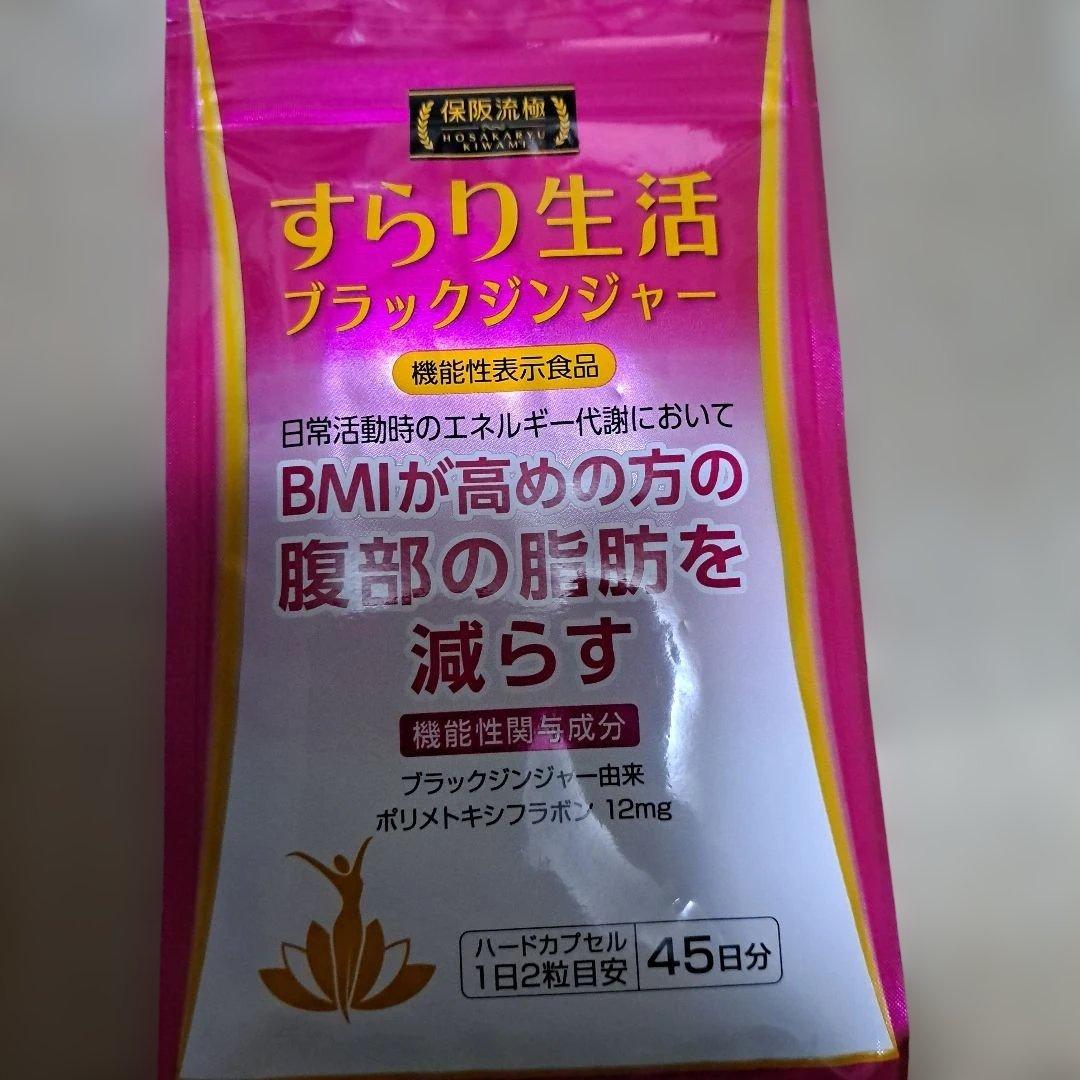 保阪流極
HOSAKARYU
KIWAMI
すらり生活
ブラックジンジャー
機能性表示食品
日常活動時のエネルギー代謝において
BMIが高めの方の
腹部の脂肪を
減らす
機能性関与成分
ブラックジンジャー由来
ポリメトキシフラボン 12mg
ハードカプセル
1日2粒目安
45日分